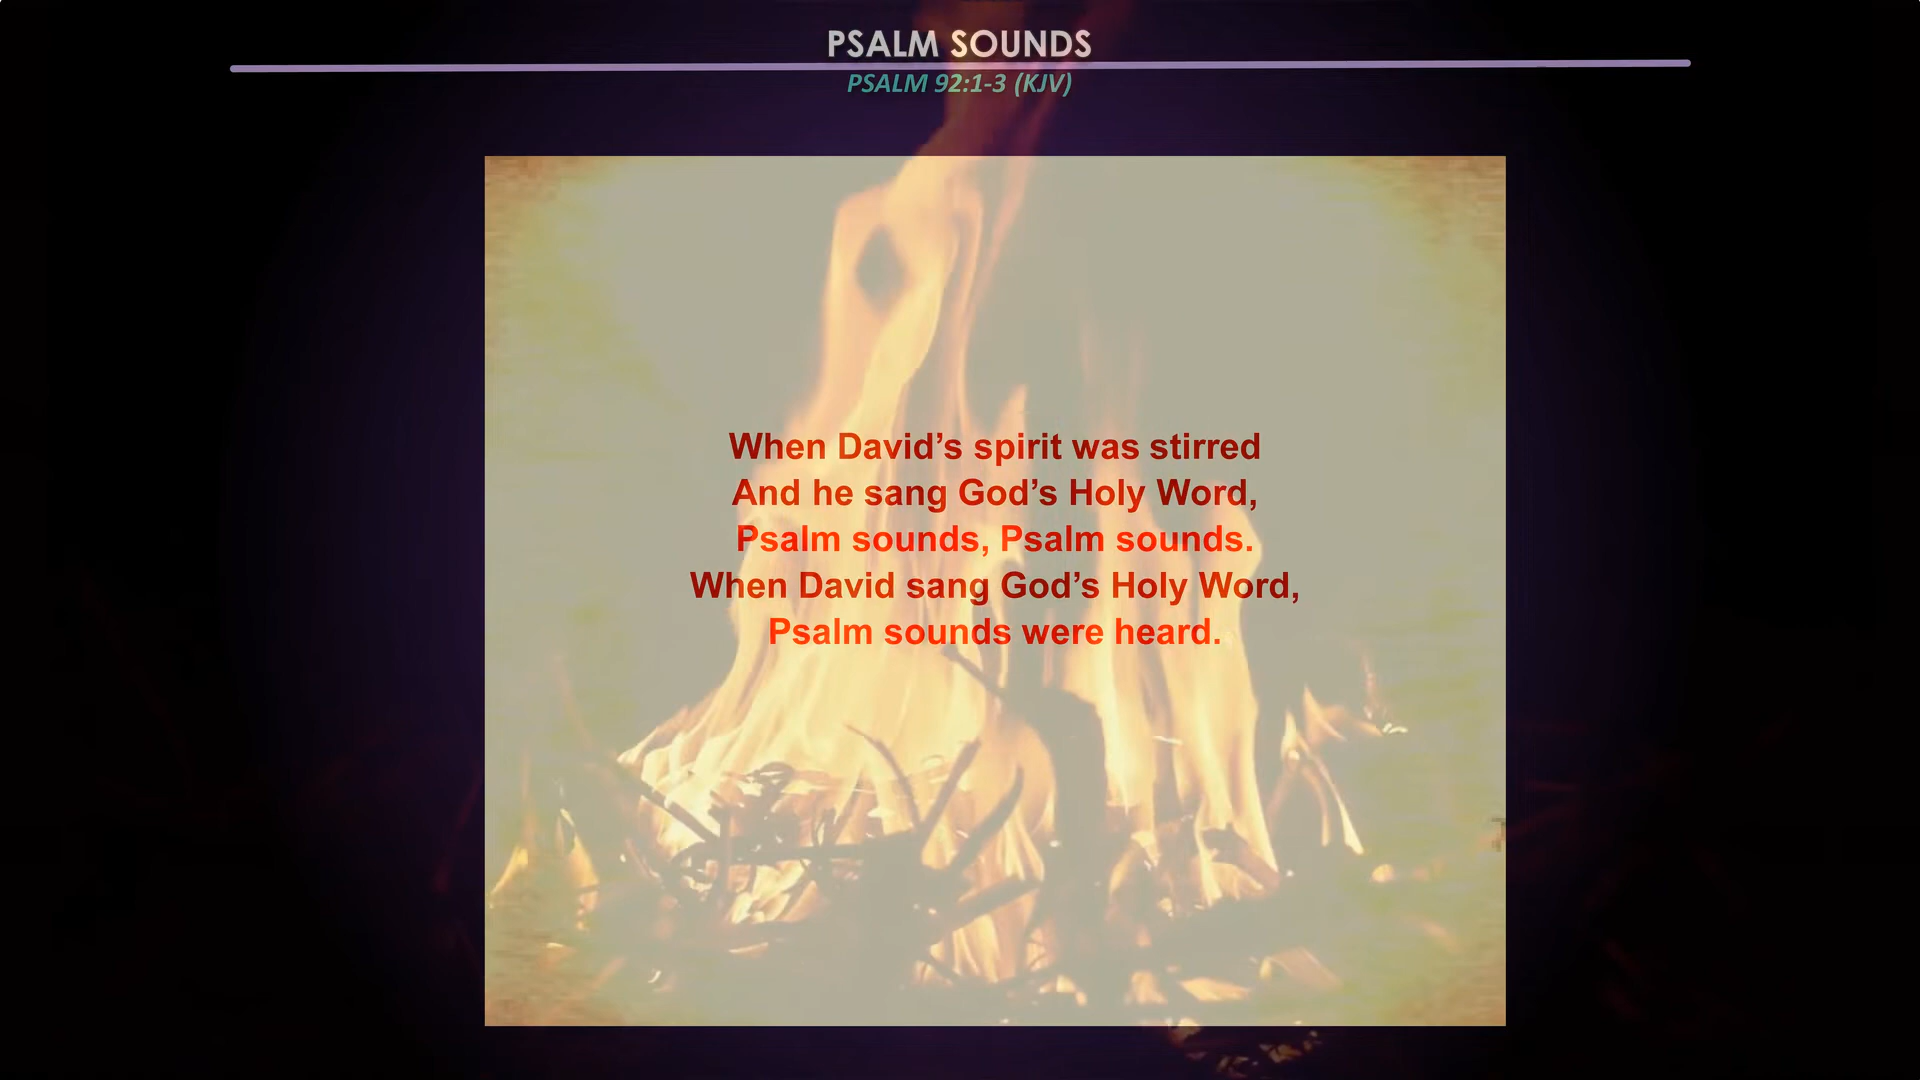 PSALM SOUNDS
PSALM 92:1-3 (KJV)
When David’s spirit was stirred
And he sang God’s Holy Word,
Psalm sounds, Psalm sounds.
When David sang God’s Holy Word,
Psalm sounds were heard.